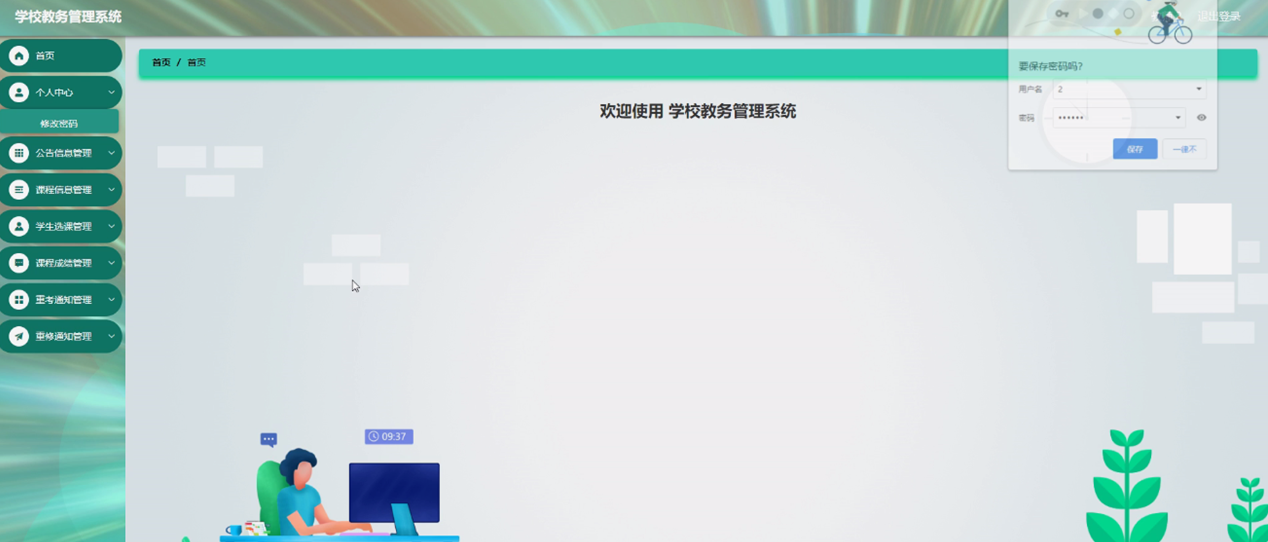 学校教务管理系统
退出登录
首页
个人中心
修改密码
公告信息管理
课程信息管理
学生选课管理
课程成绩管理
重考通知管理
重修通知管理
首页 / 首页
欢迎使用 学校教务管理系统
要保存密码吗?
用户名 2
密码 ••••••
保存 一律不
09:37